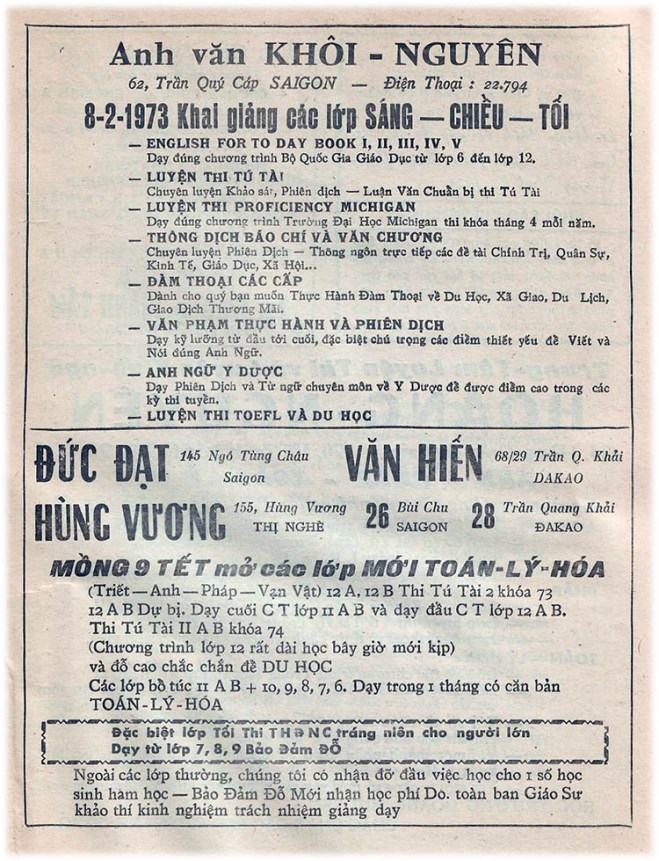 Anh văn KHÔI - NGUYÊN
62, Trần Quý Cáp SAIGON — Điện Thoại : 22.794
8-2-1973 Khai giảng các lớp SÁNG — CHIỀU — TỐI
— ENGLISH FOR TO DAY BOOK I, II, III, IV, V
Dạy đúng chương trình Bộ Quốc Gia Giáo Dục từ lớp 6 đến lớp 12.
— LUYỆN THI TÚ TÀI
Chuyên luyện Khảo sát, Phiên dịch — Luận Văn Chuẩn bị thi Tú Tài
— LUYỆN THI PROFICIENCY MICHIGAN
Dạy đúng chương trình Trường Đại Học Michigan thi khóa tháng 4 mỗi năm.
— THÔNG DỊCH BÁO CHÍ VÀ VĂN CHƯƠNG
Chuyên luyện Phiên Dịch — Thông ngôn trực tiếp các đề tài Chính Trị, Quân Sự,
Kinh Tế, Giáo Dục, Xã Hội...
— ĐÀM THOẠI CÁC CẤP
Dành cho quý bạn muốn Thực Hành Đàm Thoại về Du Học, Xã Giao, Du Lịch,
Giao Dịch Thương Mãi.
— VĂN PHẠM THỰC HÀNH VÀ PHIÊN DỊCH
Dạy kỹ lưỡng từ đầu tới cuối, đặc biệt chú trọng các điểm thiết yếu để Viết và
Nói đúng Anh Ngữ.
— ANH NGỮ Y DƯỢC
Dạy Phiên Dịch và Từ ngữ chuyên môn về Y Dược để được điểm cao trong các
kỳ thi tuyển.
— LUYỆN THI TOEFL VÀ DU HỌC
ĐỨC ĐẠT 145 Ngô Tùng Châu Saigon VĂN HIẾN 68/29 Trần Q. Khải DAKAO
HÙNG VƯƠNG 155, Hùng Vương THỊ NGHÈ 26 Bùi Chu SAIGON 28 Trần Quang Khải ĐAKAO
MỒNG 9 TẾT mở các lớp MỚI TOÁN-LÝ-HÓA
(Triết—Anh—Pháp—Vạn Vật) 12 A, 12 B Thi Tú Tài 2 khóa 73
12 A B Dự bị. Dạy cuối C T lớp 11 A B và dạy đầu C T lớp 12 A B.
Thi Tú Tài II A B khóa 74
(Chương trình lớp 12 rất dài học bây giờ mới kịp)
và đỗ cao chắc chắn để DU HỌC
Các lớp bổ túc 11 A B + 10, 9, 8, 7, 6. Dạy trong 1 tháng có căn bản
TOÁN-LÝ-HÓA
Đặc biệt lớp Tối Thi THĐNC tráng niên cho người lớn
Dạy từ lớp 7, 8, 9 Bảo Đảm ĐỖ
Ngoài các lớp thường, chúng tôi có nhận đỡ đầu việc học cho 1 số học
sinh ham học — Bảo Đảm Đỗ Mới nhận học phí Do. toàn ban Giáo Sư
khảo thí kinh nghiệm trách nhiệm giảng dạy